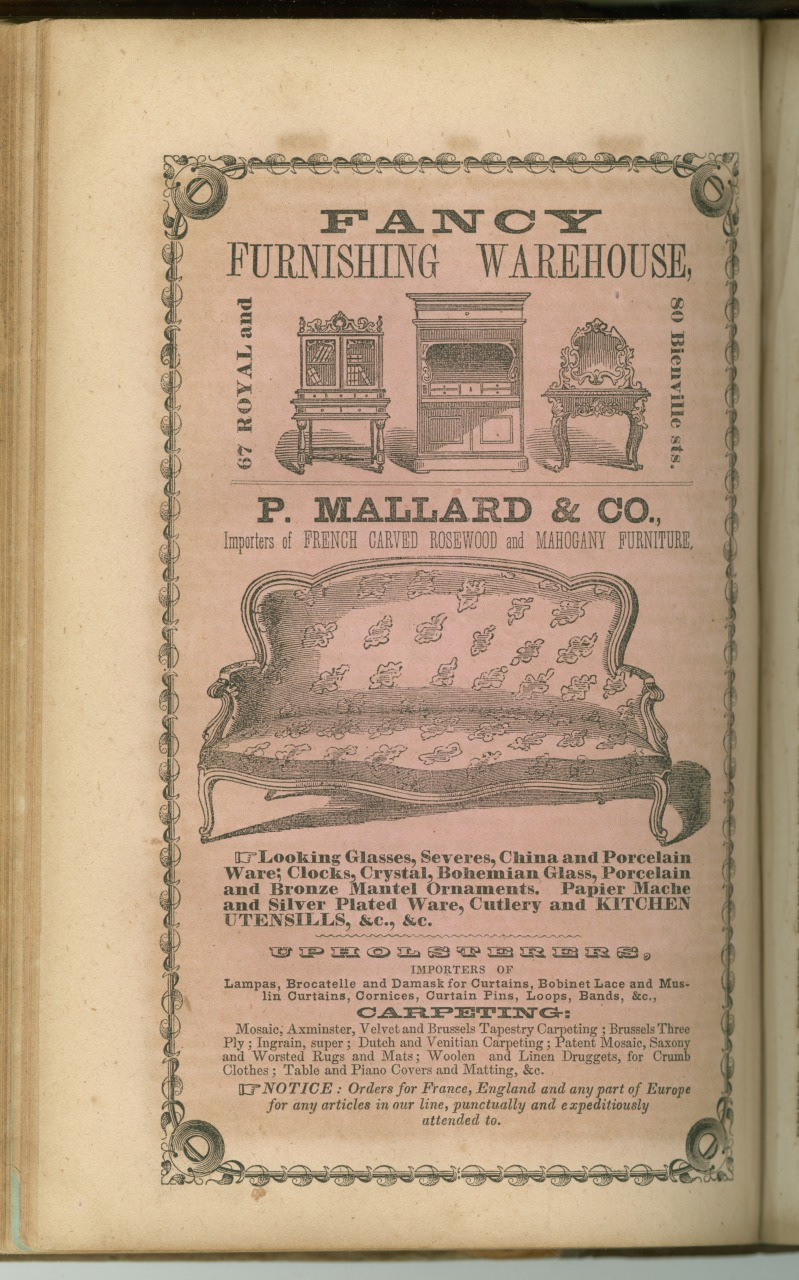 FANCY
FURNISHING WAREHOUSE,
67 ROYAL and
80 Bienville sts.
P. MALLARD & CO.,
Importers of FRENCH CARVED ROSEWOOD and MAHOGANY FURNITURE,
☞Looking Glasses, Severes, China and Porcelain
Ware; Clocks, Crystal, Bohemian Glass, Porcelain
and Bronze Mantel Ornaments. Papier Mache
and Silver Plated Ware, Cutlery and KITCHEN
UTENSILLS, &c., &c.
UPHOLSTERERS,
IMPORTERS OF
Lampas, Brocatelle and Damask for Curtains, Bobinet Lace and Mus-
lin Curtains, Cornices, Curtain Pins, Loops, Bands, &c.,
CARPETING:
Mosaic, Axminster, Velvet and Brussels Tapestry Carpeting ; Brussels Three
Ply ; Ingrain, super ; Dutch and Venitian Carpeting ; Patent Mosaic, Saxony
and Worsted Rugs and Mats ; Woolen and Linen Druggets, for Crumb
Clothes ; Table and Piano Covers and Matting, &c.
☞NOTICE : Orders for France, England and any part of Europe
for any articles in our line, punctually and expeditiously
attended to.